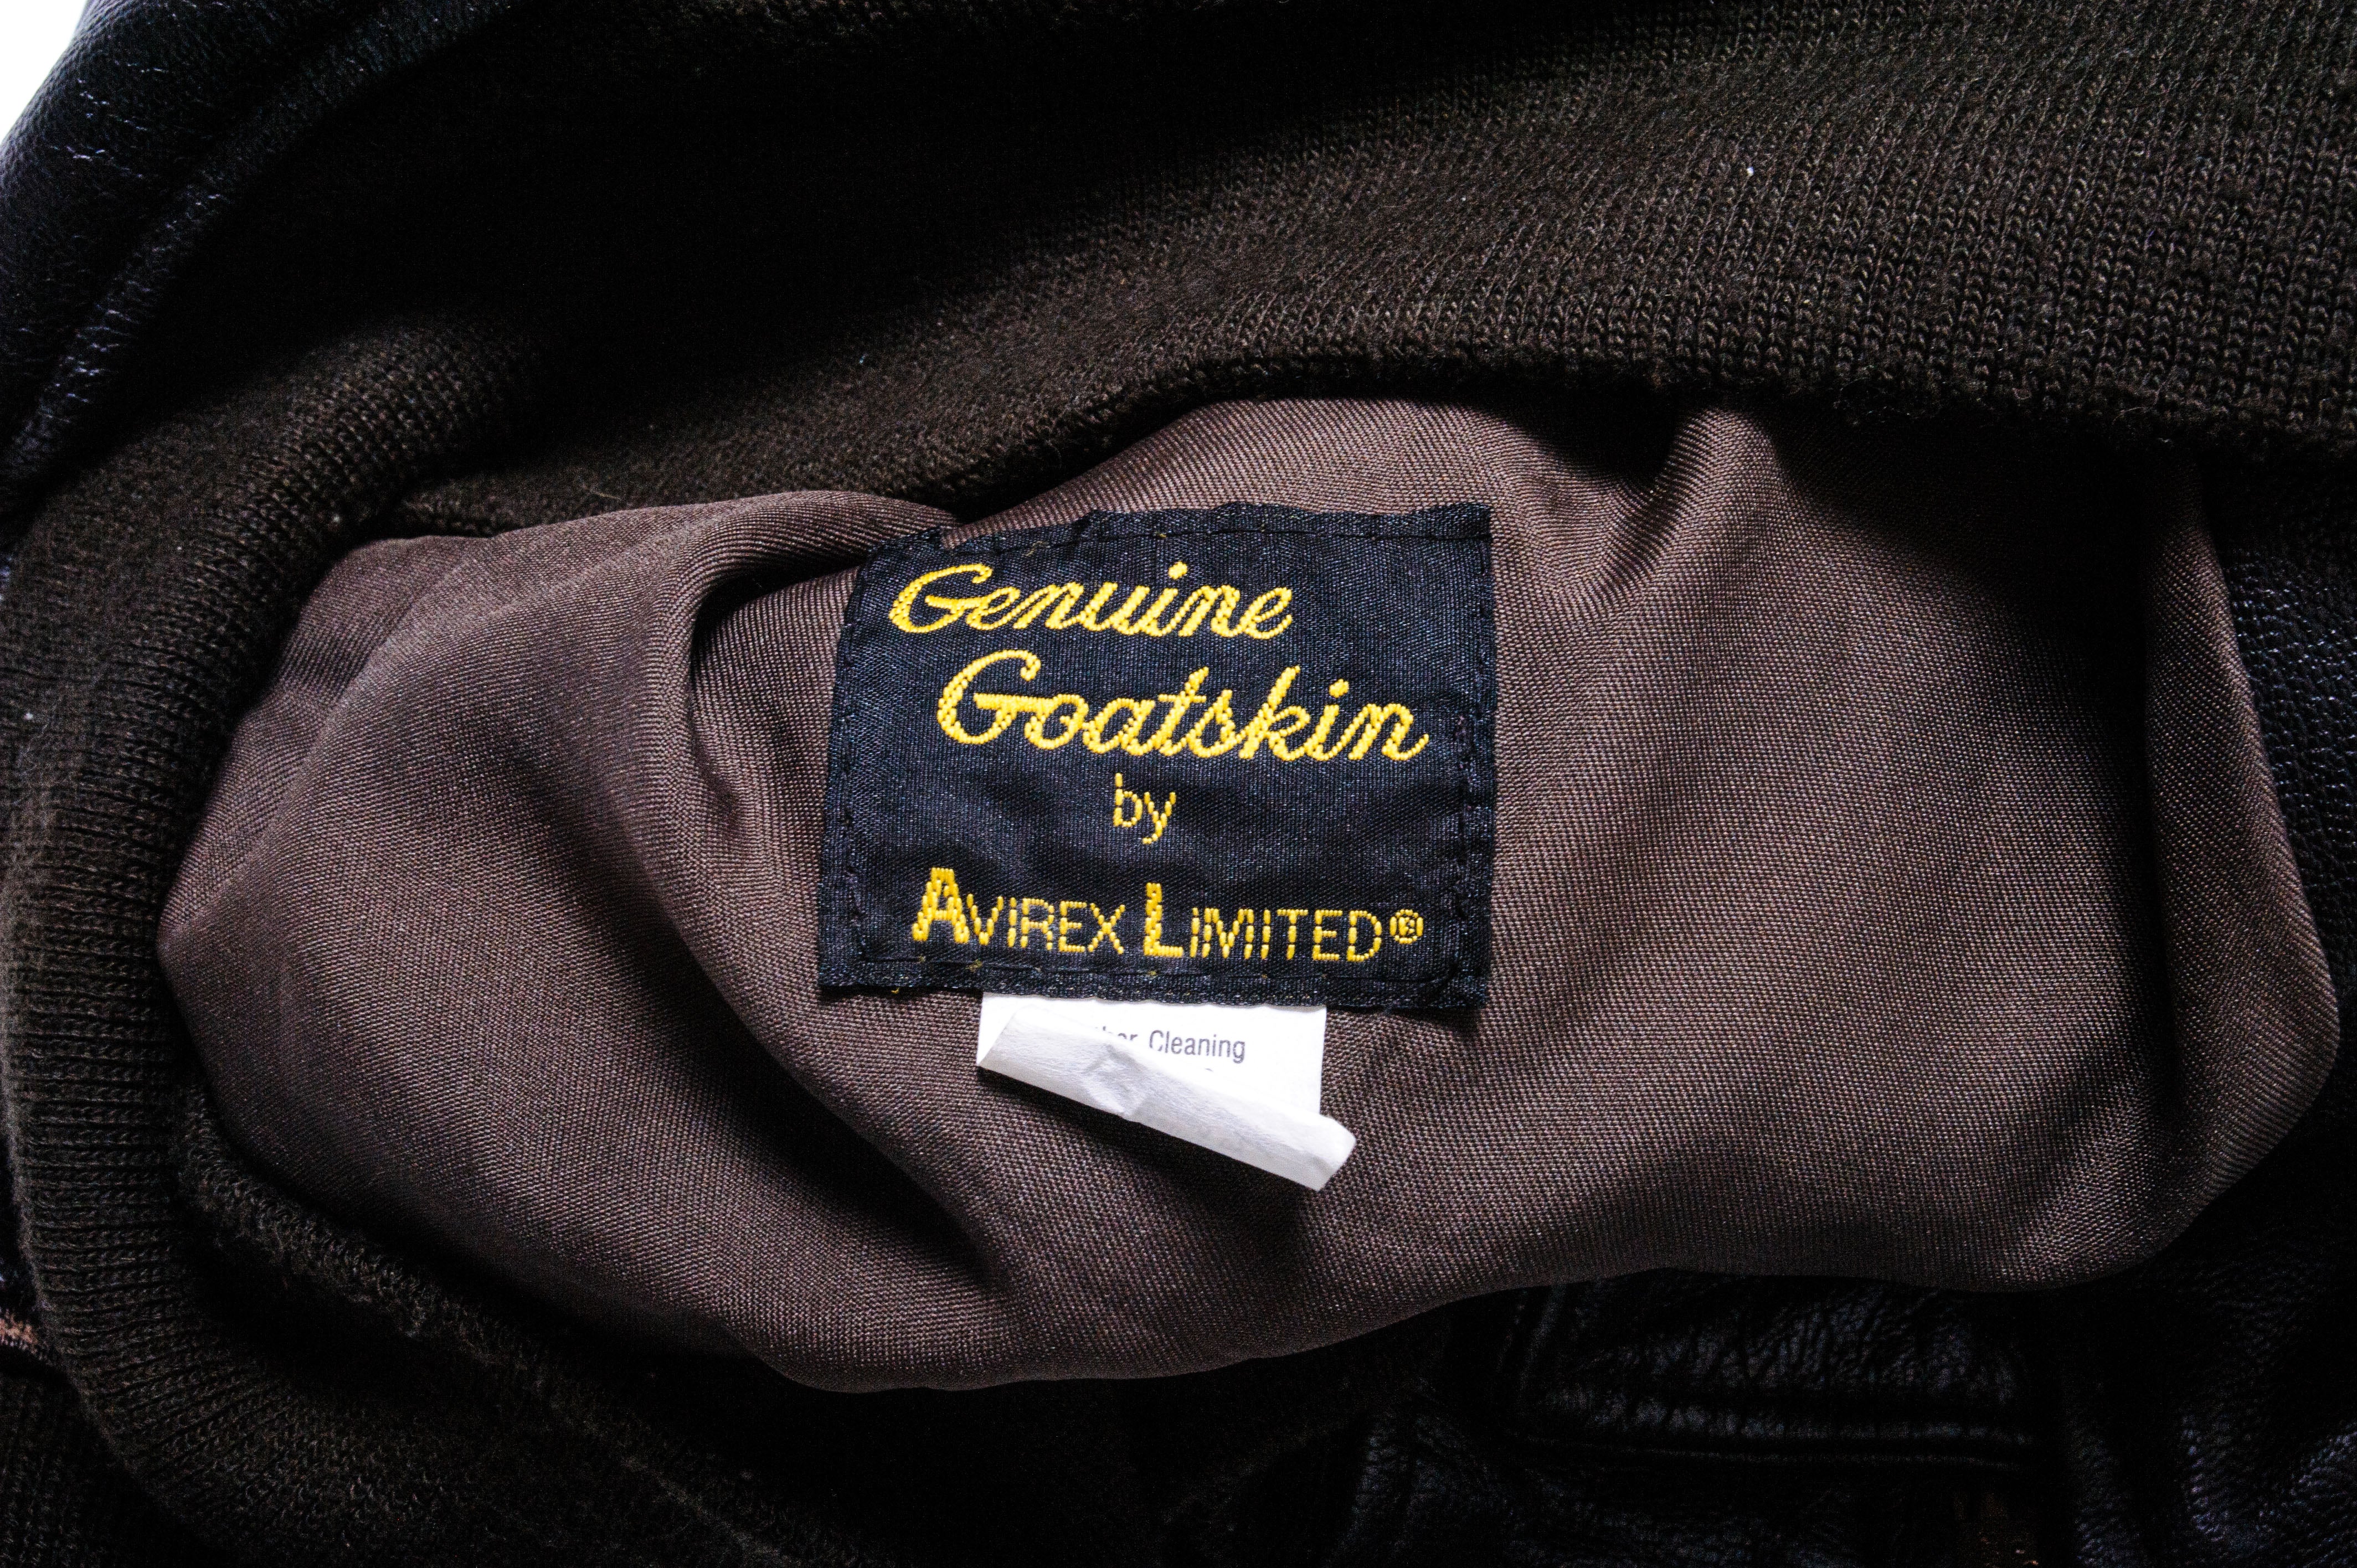 Genuine
Goatskin
by
AVIREX LIMITED®
Cleaning